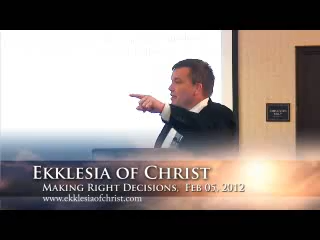 Ekklesia of Christ
Making Right Decisions, Feb 05, 2012
www.ekklesiaofchrist.com